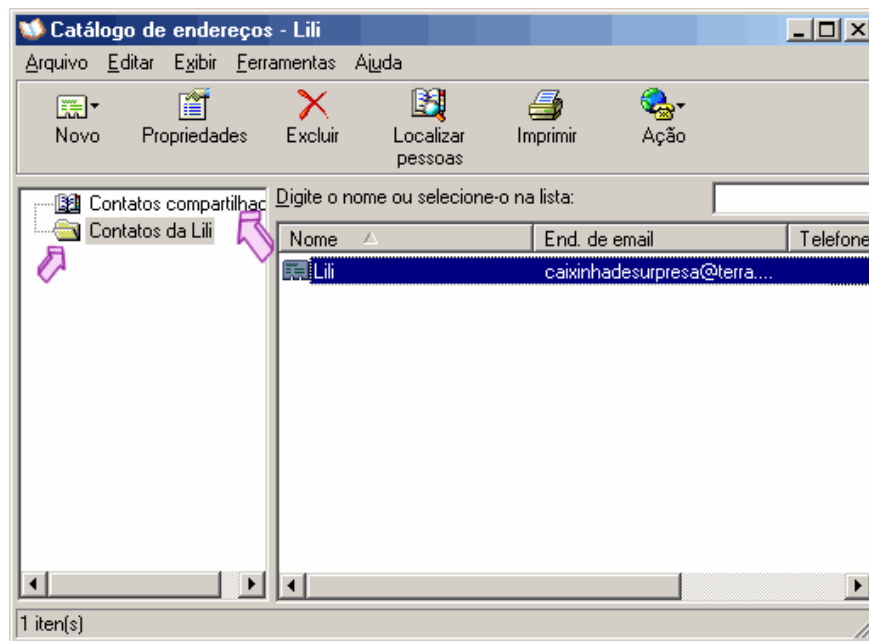 Catálogo de endereços - Lili
Arquivo Editar Exibir Ferramentas Ajuda
Novo Propriedades Excluir Localizar pessoas Imprimir Ação
Digite o nome ou selecione-o na lista:
Contatos compartilhac
Contatos da Lili
Nome End. de email Telefone
Lili caixinhadesurpresa@terra....
1 iten(s)